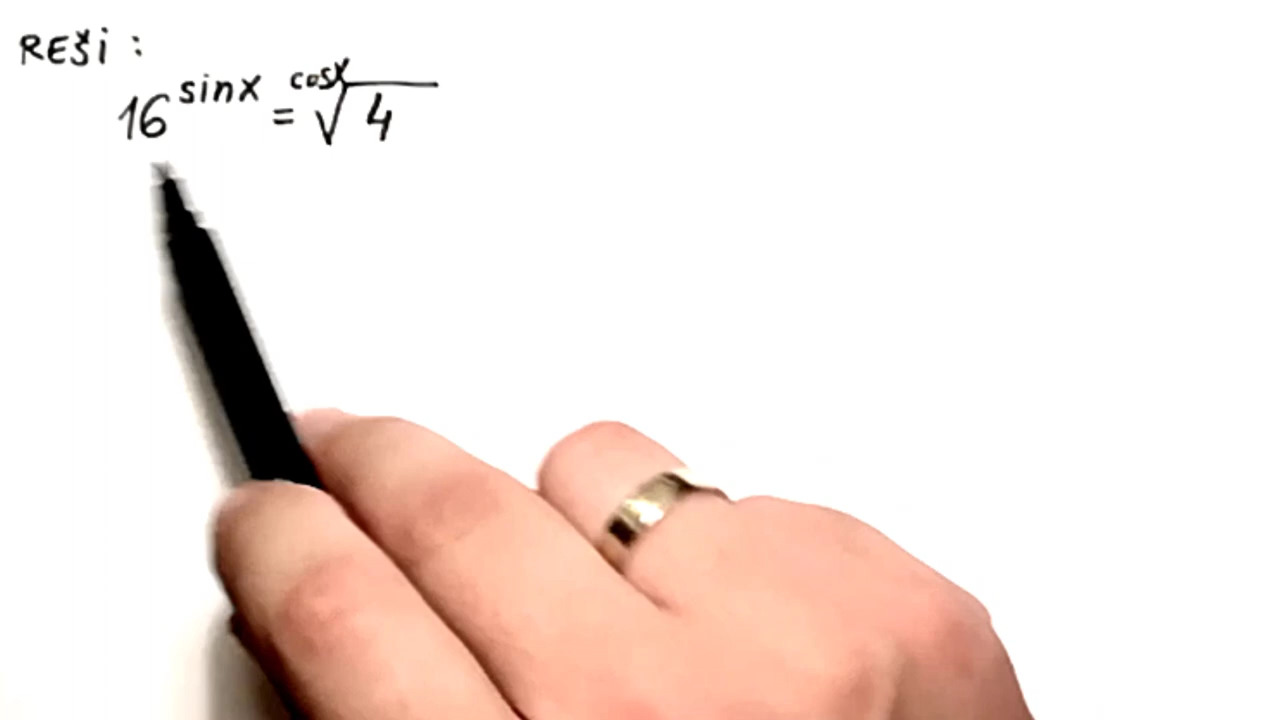 REŠi :
16^sinx = ^cosx√4